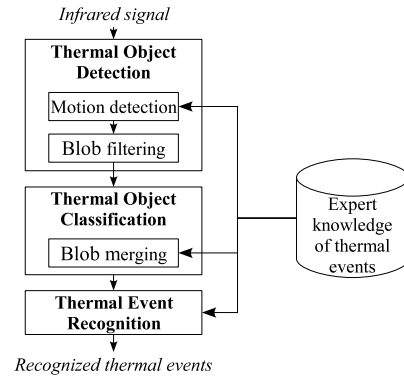 Infrared signal
Thermal Object
Detection
Motion detection
Blob filtering
Thermal Object
Classification
Blob merging
Thermal Event
Recognition
Recognized thermal events
Expert
knowledge
of thermal
events